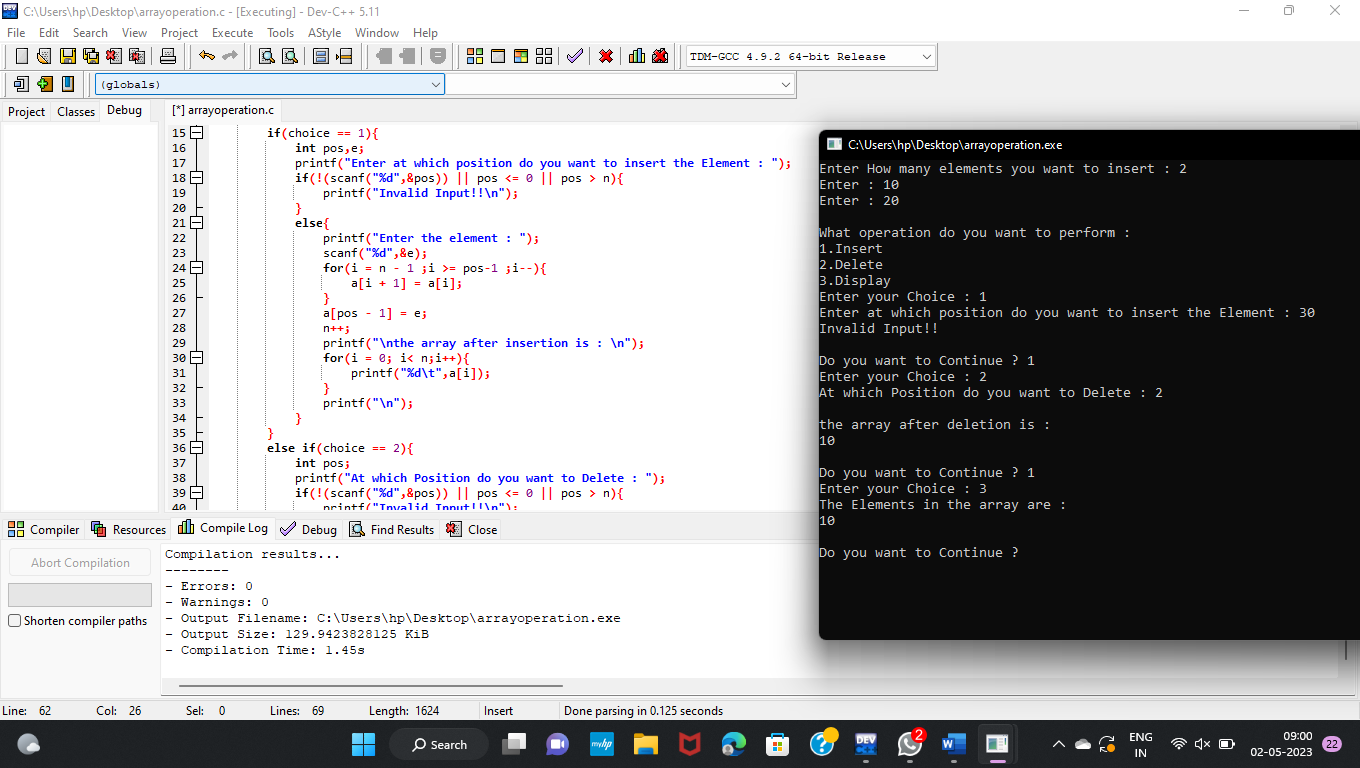 C:\Users\hp\Desktop\arrayoperation.c - [Executing] - Dev-C++ 5.11
File Edit Search View Project Execute Tools AStyle Window Help
TDM-GCC 4.9.2 64-bit Release
(globals)
Project Classes Debug
[*] arrayoperation.c
15 if(choice == 1){
16 int pos,e;
17 printf("Enter at which position do you want to insert the Element : ");
18 if(!(scanf("%d",&pos)) || pos <= 0 || pos > n){
19 printf("Invalid Input!!\n");
20 }
21 else{
22 printf("Enter the element : ");
23 scanf("%d",&e);
24 for(i = n - 1 ;i >= pos-1 ;i--){
25 a[i + 1] = a[i];
26 }
27 a[pos - 1] = e;
28 n++;
29 printf("\nthe array after insertion is : \n");
30 for(i = 0; i< n;i++){
31 printf("%d\t",a[i]);
32 }
33 printf("\n");
34 }
35 }
36 else if(choice == 2){
37 int pos;
38 printf("At which Position do you want to Delete : ");
39 if(!(scanf("%d",&pos)) || pos <= 0 || pos > n){
40 printf("Invalid Input!!\n");
C:\Users\hp\Desktop\arrayoperation.exe
Enter How many elements you want to insert : 2
Enter : 10
Enter : 20
What operation do you want to perform :
1.Insert
2.Delete
3.Display
Enter your Choice : 1
Enter at which position do you want to insert the Element : 30
Invalid Input!!
Do you want to Continue ? 1
Enter your Choice : 2
At which Position do you want to Delete : 2
the array after deletion is :
10
Do you want to Continue ? 1
Enter your Choice : 3
The Elements in the array are :
10
Do you want to Continue ?
Compiler Resources Compile Log Debug Find Results Close
Abort Compilation
Shorten compiler paths
Compilation results...
--------
- Errors: 0
- Warnings: 0
- Output Filename: C:\Users\hp\Desktop\arrayoperation.exe
- Output Size: 129.9423828125 KiB
- Compilation Time: 1.45s
Line: 62 Col: 26 Sel: 0 Lines: 69 Length: 1624 Insert Done parsing in 0.125 seconds
Search
myhp
DEV
2
W
ENG
IN
09:00
02-05-2023
22